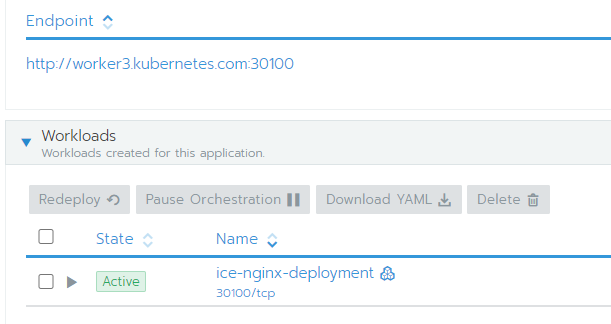 Endpoint
http://worker3.kubernetes.com:30100
Workloads
Workloads created for this application.
Redeploy Pause Orchestration Download YAML Delete
State Name
Active ice-nginx-deployment
30100/tcp